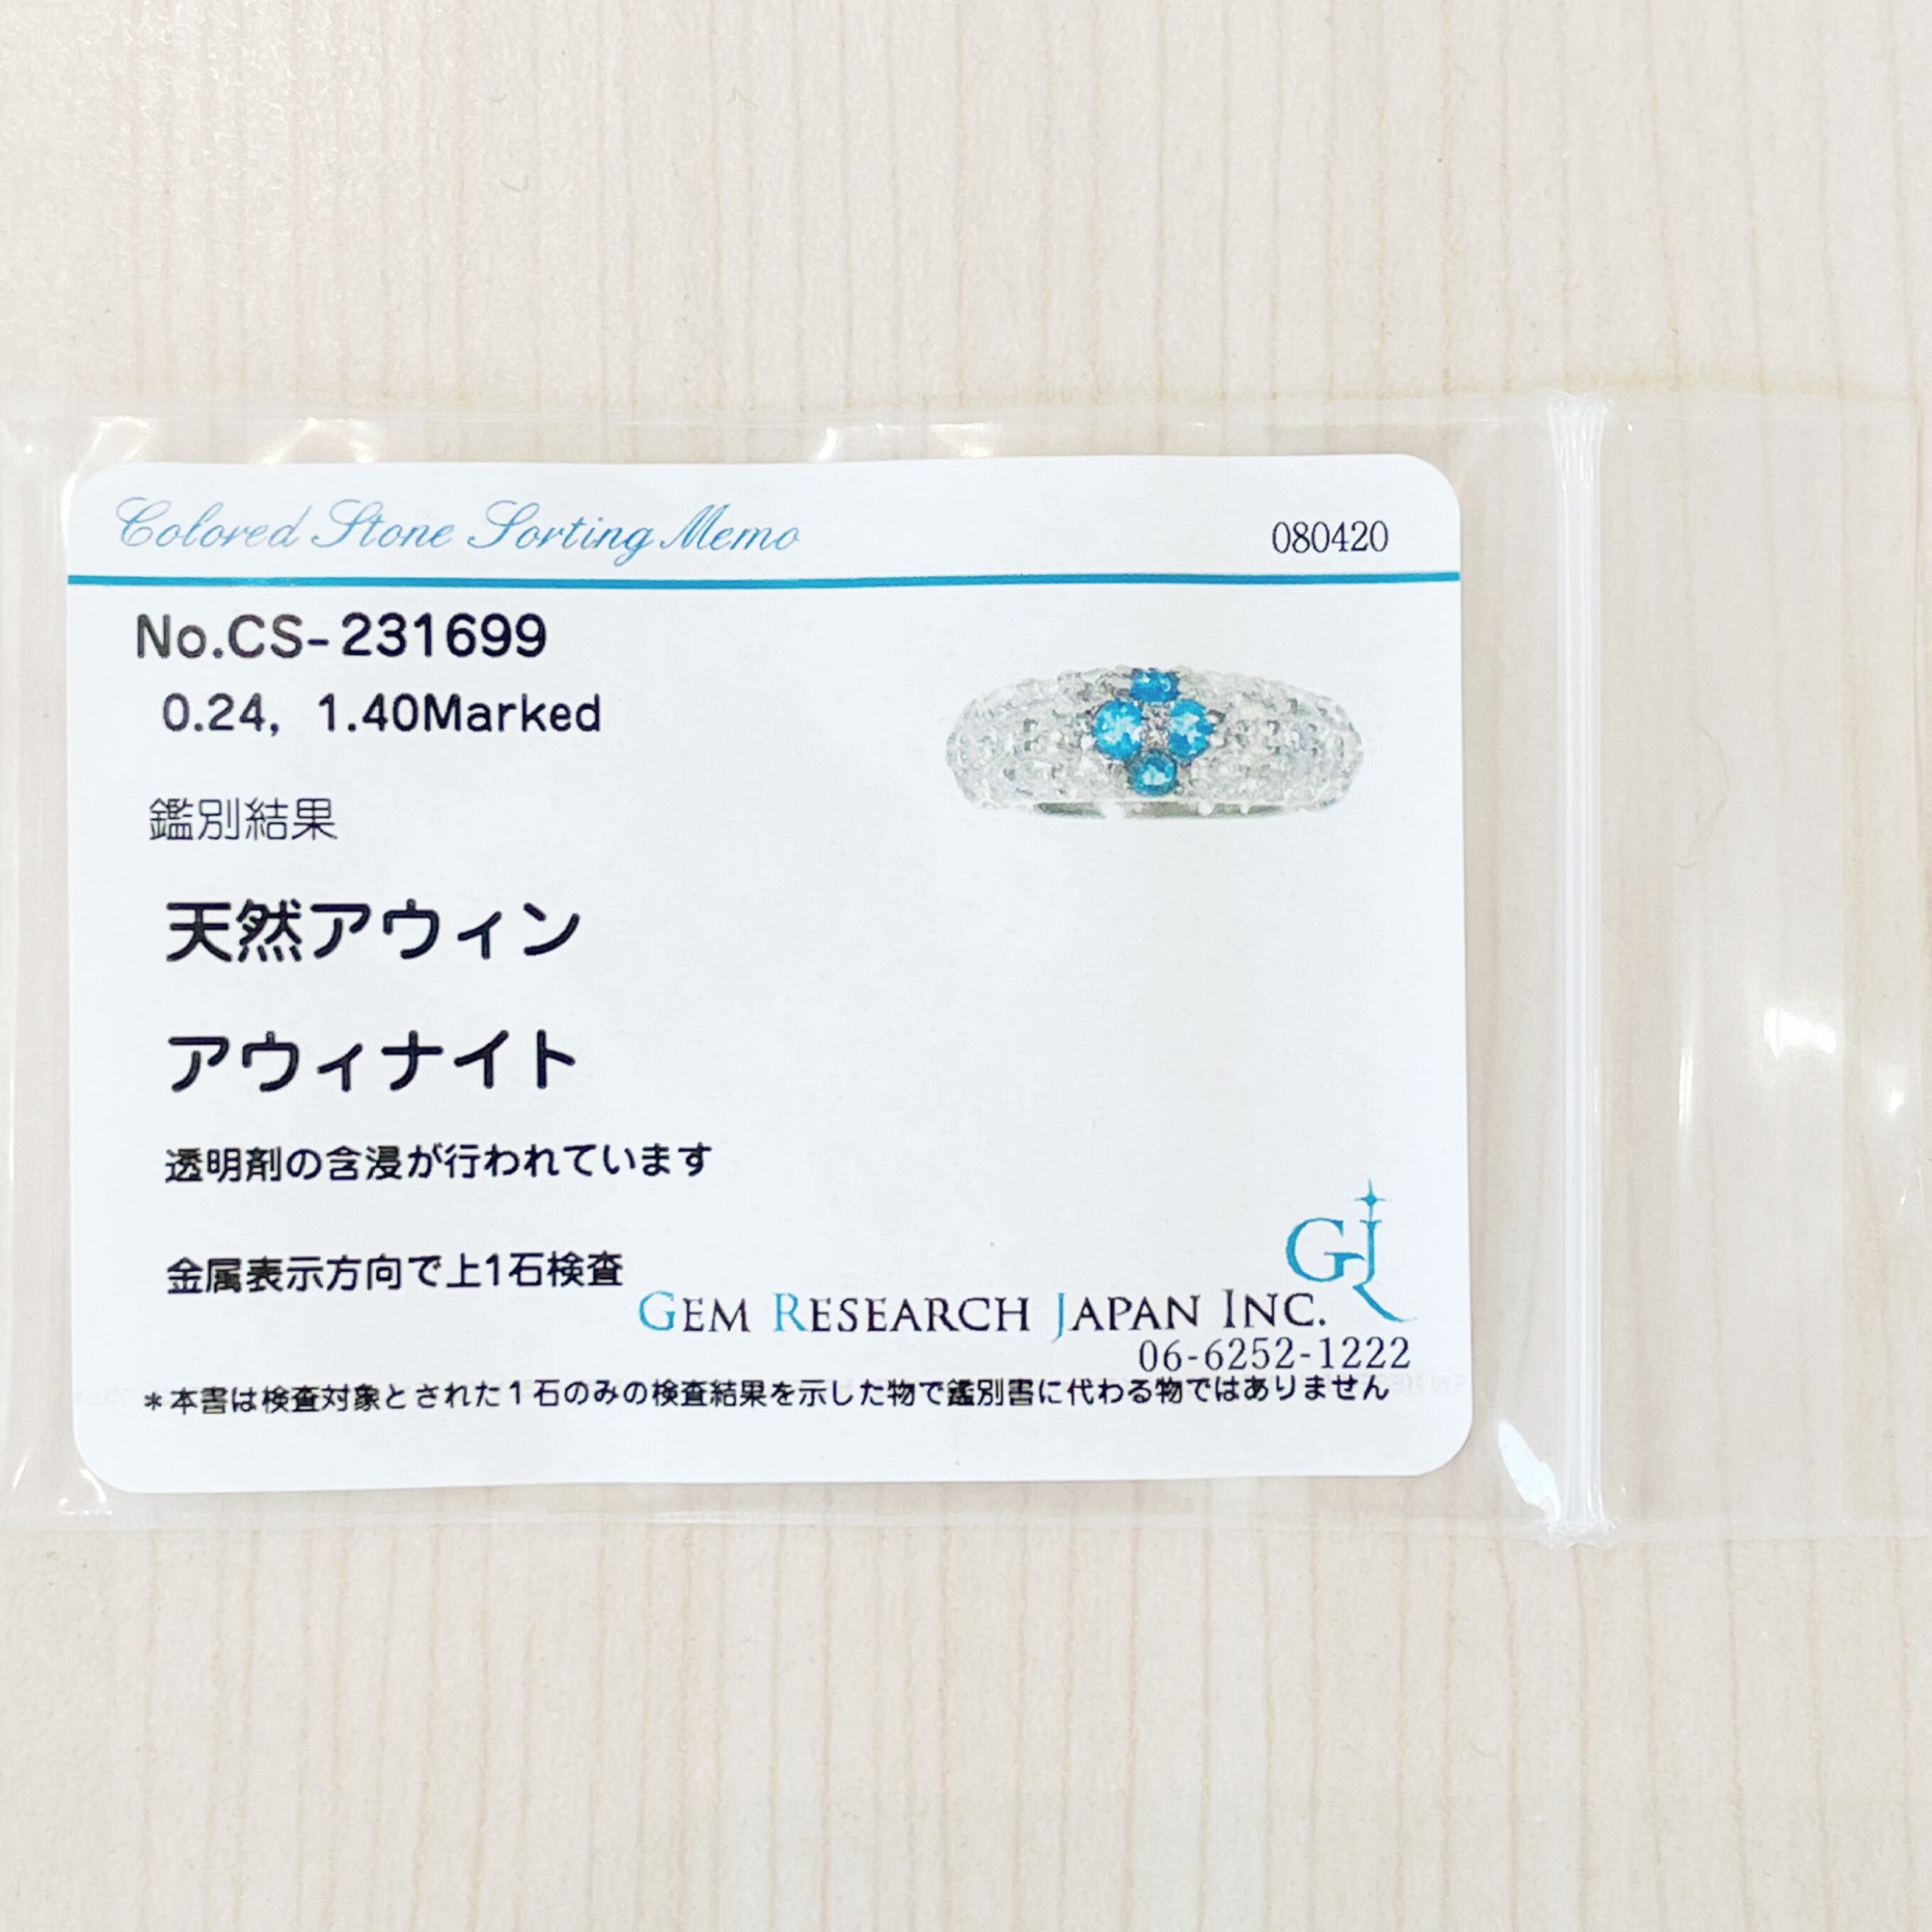 Colored Stone Sorting Memo
080420
No.CS-231699
0.24, 1.40Marked
鑑別結果
天然アウィン
アウィナイト
透明剤の含浸が行われています
金属表示方向で上1石検査
GRJ
GEM RESEARCH JAPAN INC.
06-6252-1222
*本書は検査対象とされた1石のみの検査結果を示した物で鑑別書に代わる物ではありません